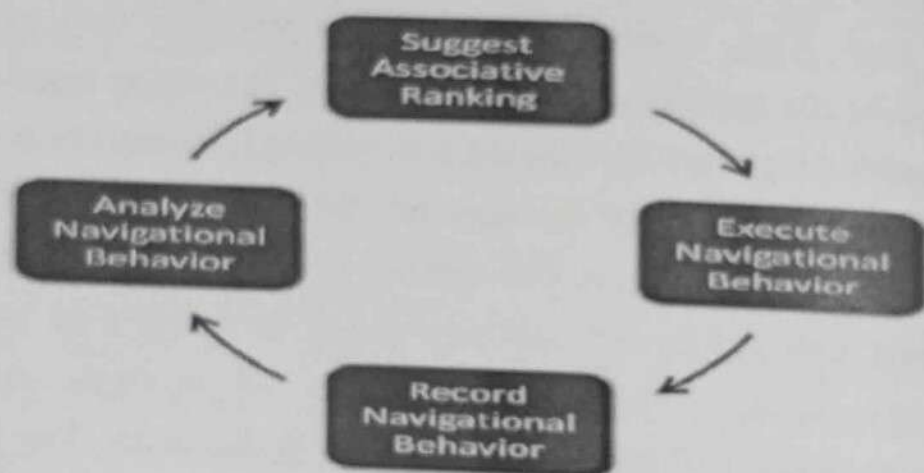 Suggest
Associative
Ranking
Execute
Navigational
Behavior
Record
Navigational
Behavior
Analyze
Navigational
Behavior